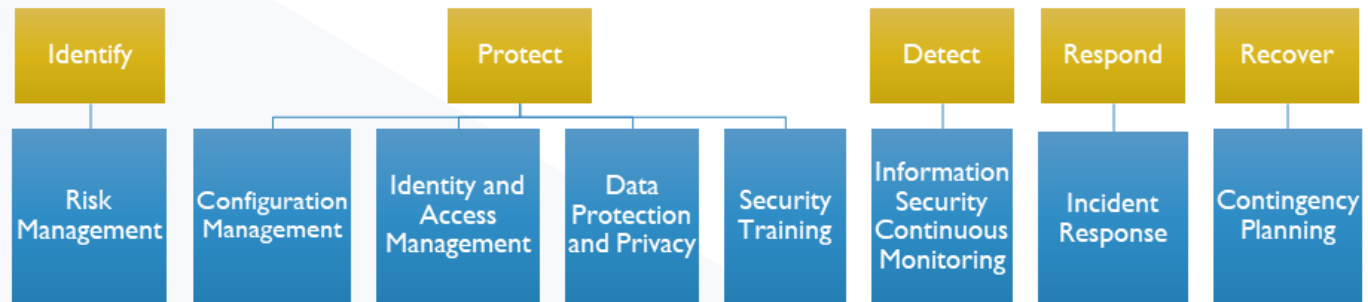 Identify
Protect
Detect
Respond
Recover
Risk
Management
Configuration
Management
Identity and
Access
Management
Data
Protection
and Privacy
Security
Training
Information
Security
Continuous
Monitoring
Incident
Response
Contingency
Planning